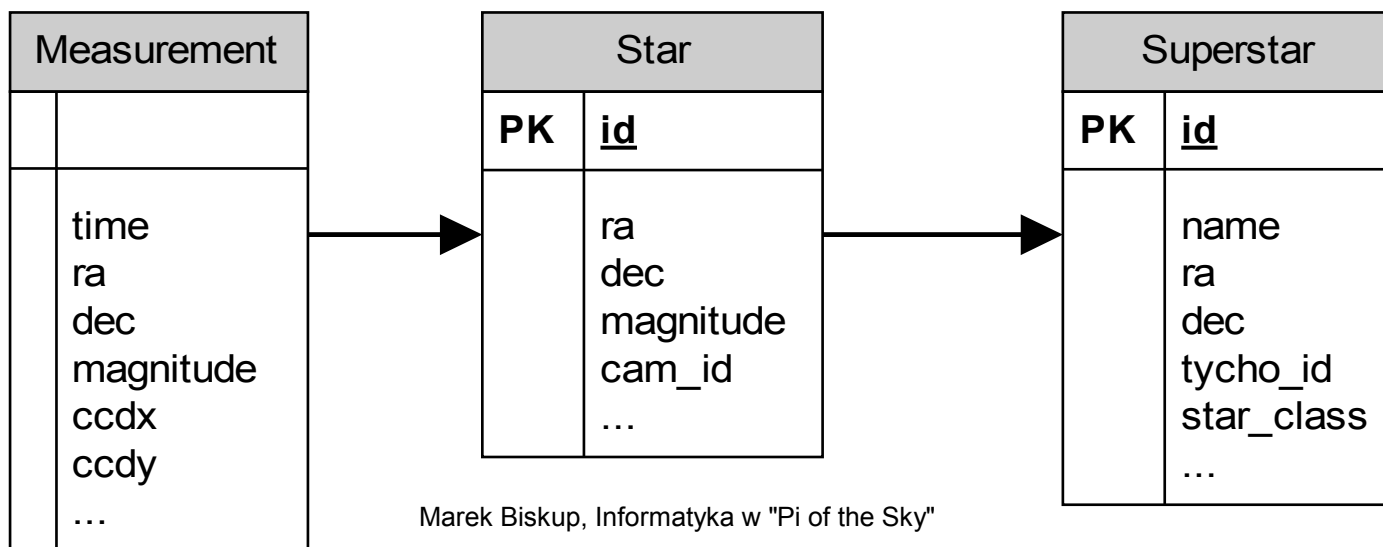 Measurement
time
ra
dec
magnitude
ccdx
ccdy
...
Star
PK id
ra
dec
magnitude
cam_id
...
Superstar
PK id
name
ra
dec
tycho_id
star_class
...
Marek Biskup, Informatyka w "Pi of the Sky"